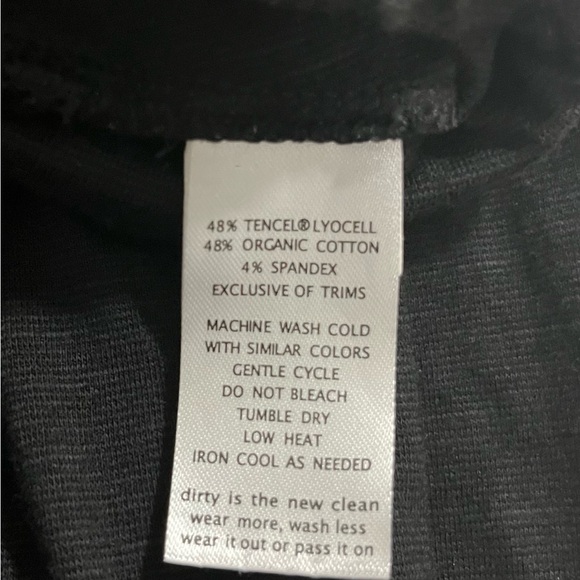 48% TENCEL® LYOCELL
48% ORGANIC COTTON
4% SPANDEX
EXCLUSIVE OF TRIMS
MACHINE WASH COLD
WITH SIMILAR COLORS
GENTLE CYCLE
DO NOT BLEACH
TUMBLE DRY
LOW HEAT
IRON COOL AS NEEDED
dirty is the new clean
wear more, wash less
wear it out or pass it on